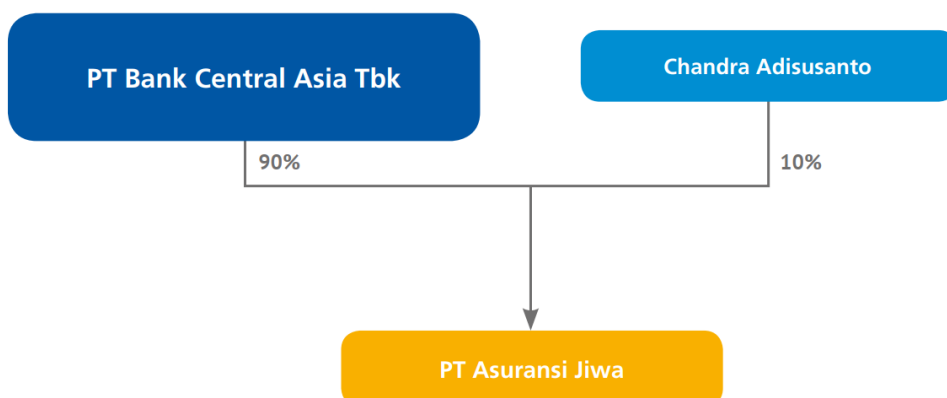 PT Bank Central Asia Tbk
Chandra Adisusanto
90%
10%
PT Asuransi Jiwa